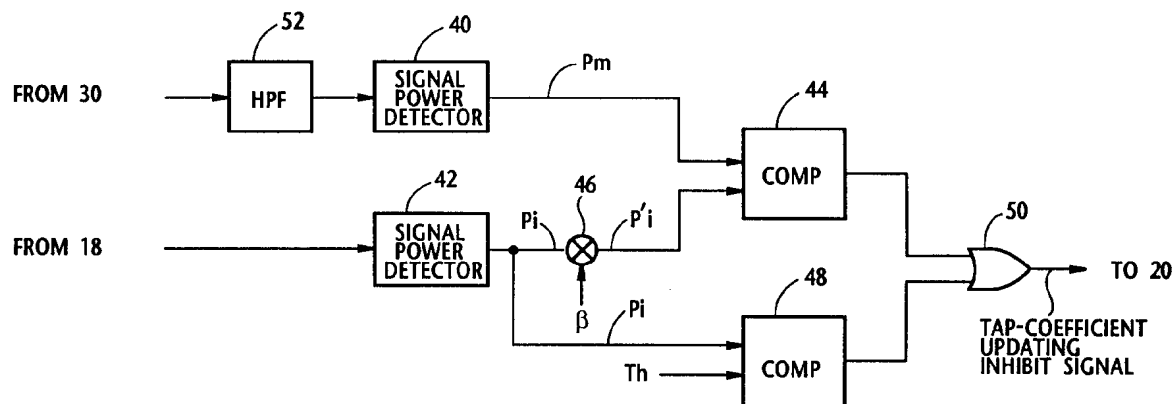 52
40
FROM 30
HPF
SIGNAL
POWER
DETECTOR
Pm
44
COMP
42
46
FROM 18
SIGNAL
POWER
DETECTOR
Pi
P'i
β
50
TO 20
48
Pi
Th
COMP
TAP-COEFFICIENT
UPDATING
INHIBIT SIGNAL